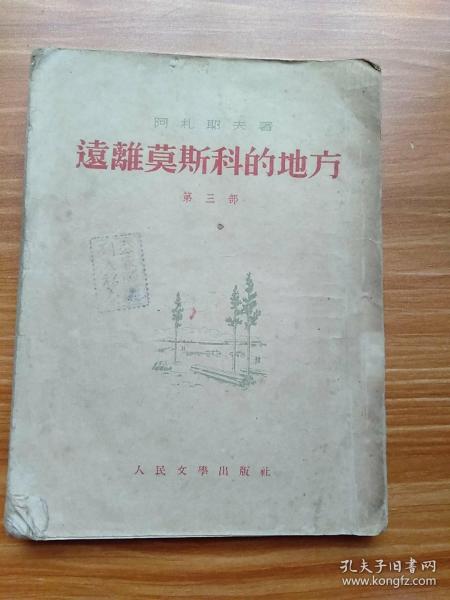 阿札耶夫著
遠離莫斯科的地方
第三部
人民文學出版社
孔夫子旧书网
www.kongfz.com